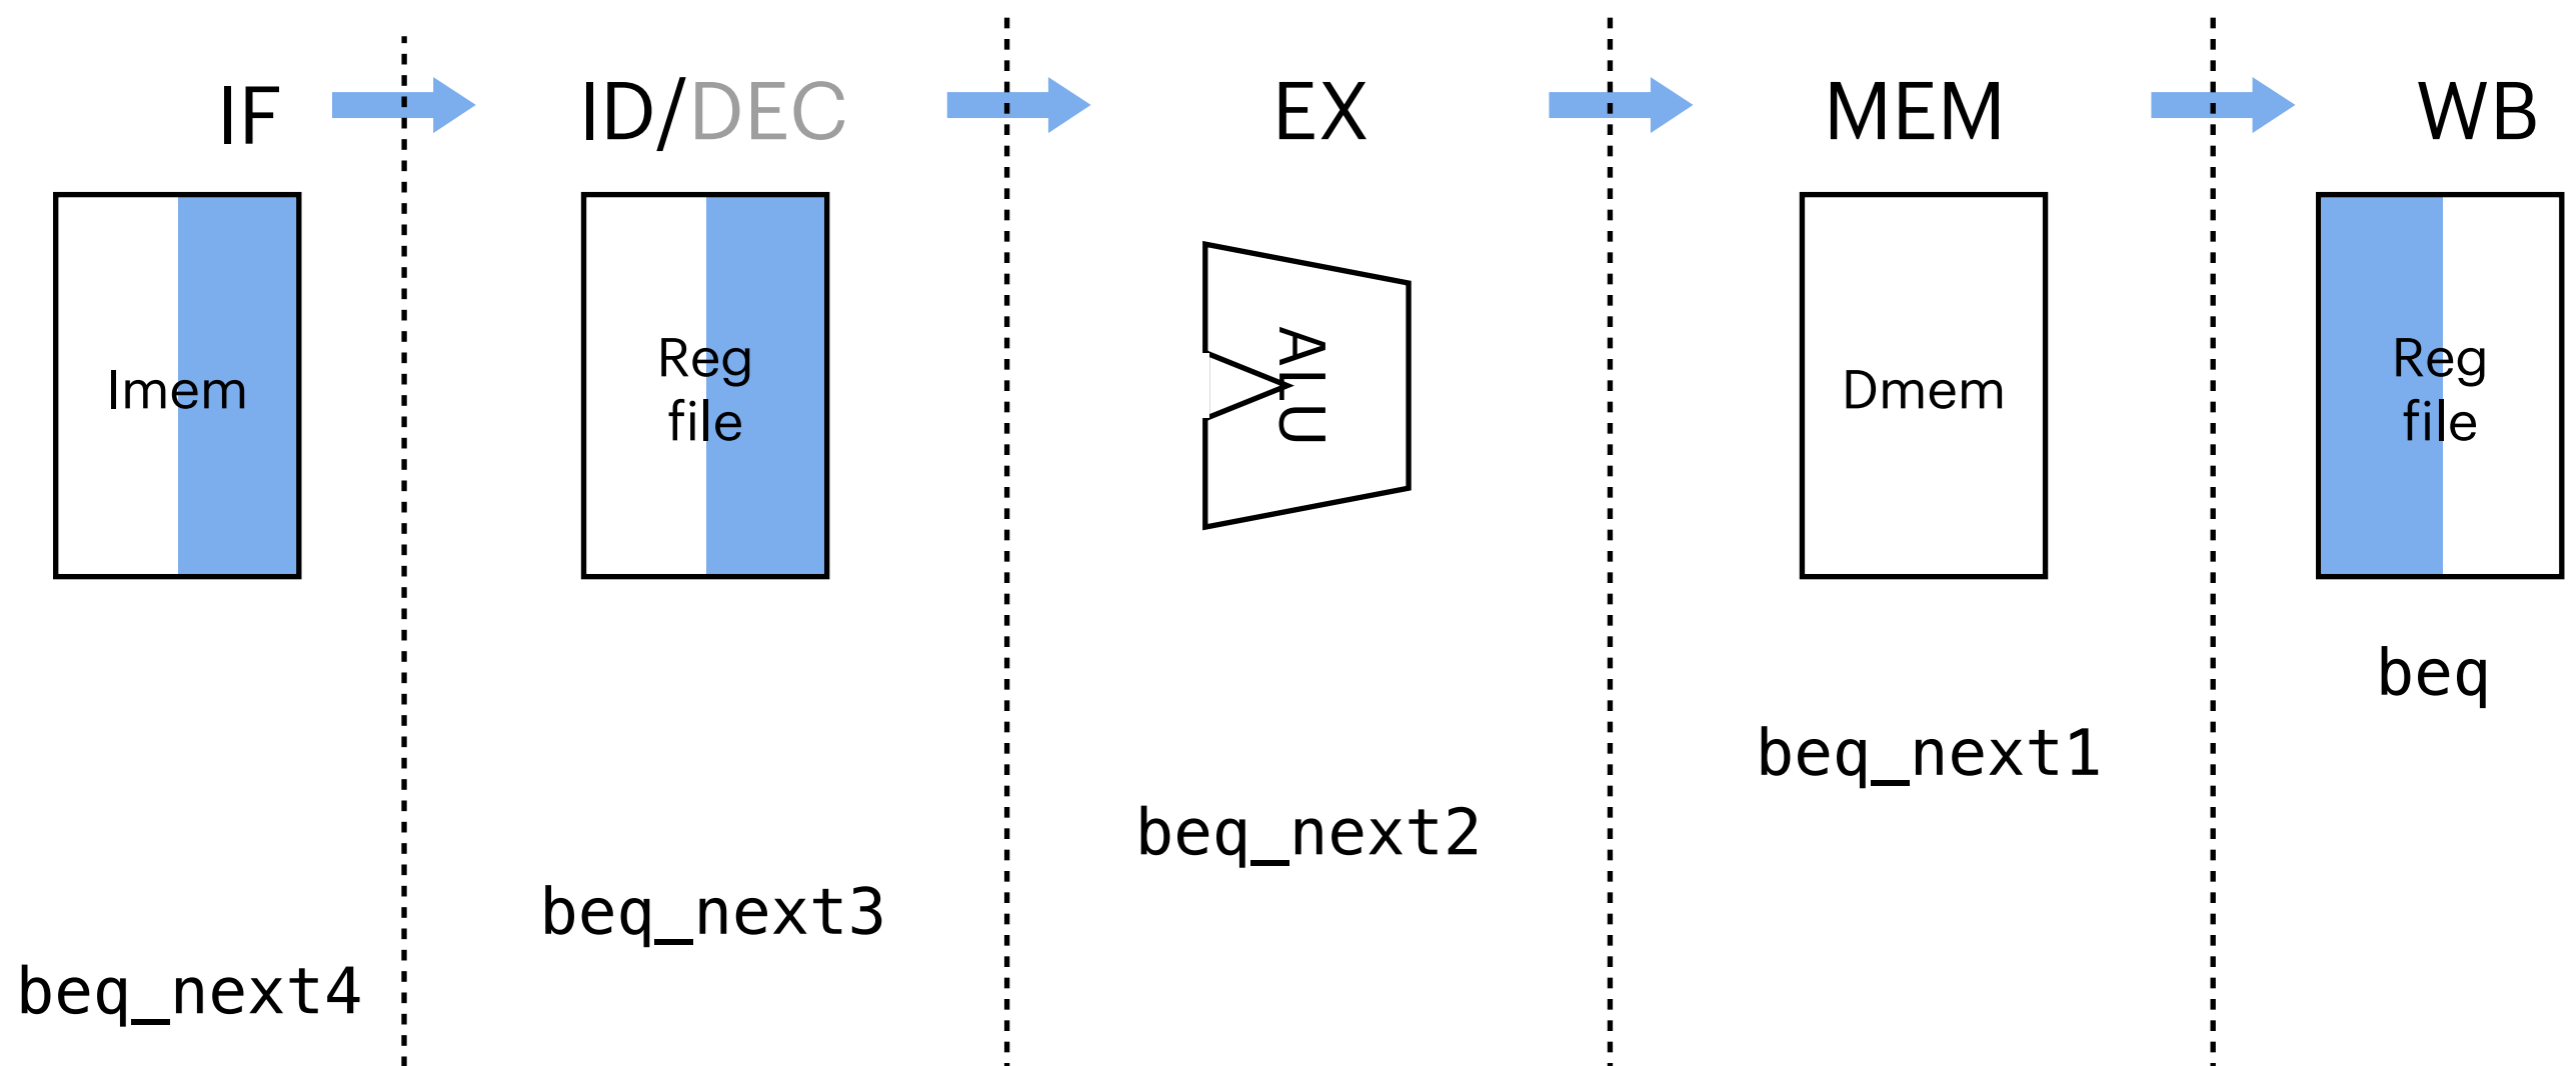 IF
ID/DEC
EX
MEM
WB
Imem
Reg
file
ALU
Dmem
Reg
file
beq
beq_next1
beq_next2
beq_next3
beq_next4